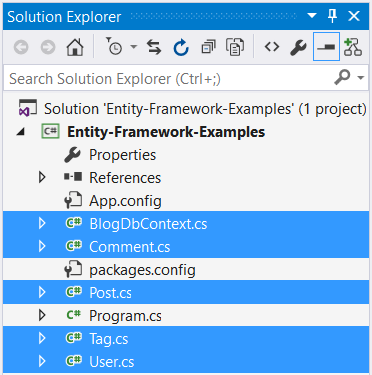 Solution Explorer
Search Solution Explorer (Ctrl+;)
Solution 'Entity-Framework-Examples' (1 project)
C# Entity-Framework-Examples
Properties
References
App.config
C# BlogDbContext.cs
C# Comment.cs
packages.config
C# Post.cs
C# Program.cs
C# Tag.cs
C# User.cs